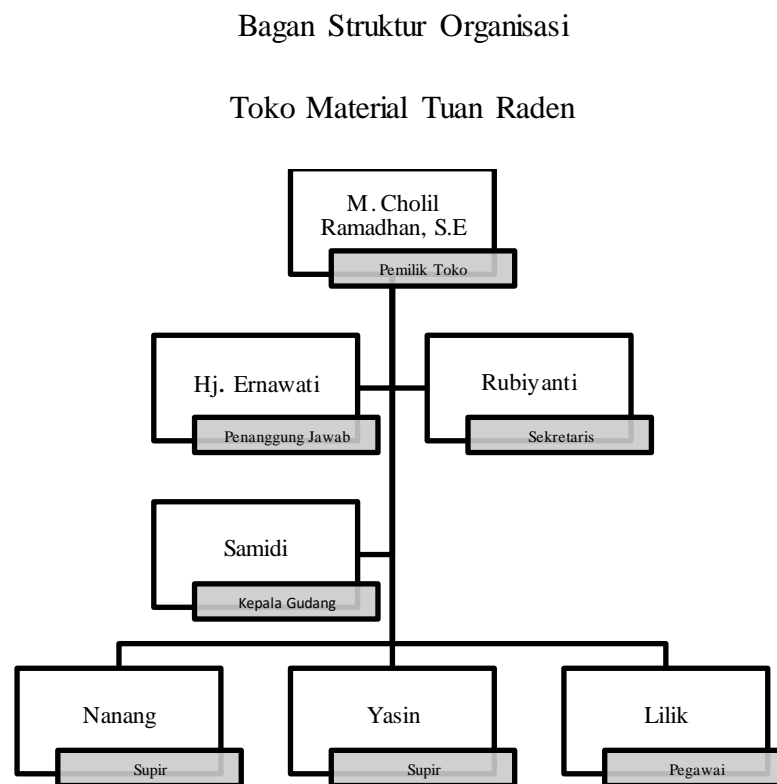 Bagan Struktur Organisasi
Toko Material Tuan Raden
M. Cholil
Ramadhan, S.E
Pemilik Toko
Hj. Ernawati
Penanggung Jawab
Rubiyanti
Sekretaris
Samidi
Kepala Gudang
Nanang
Supir
Yasin
Supir
Lilik
Pegawai